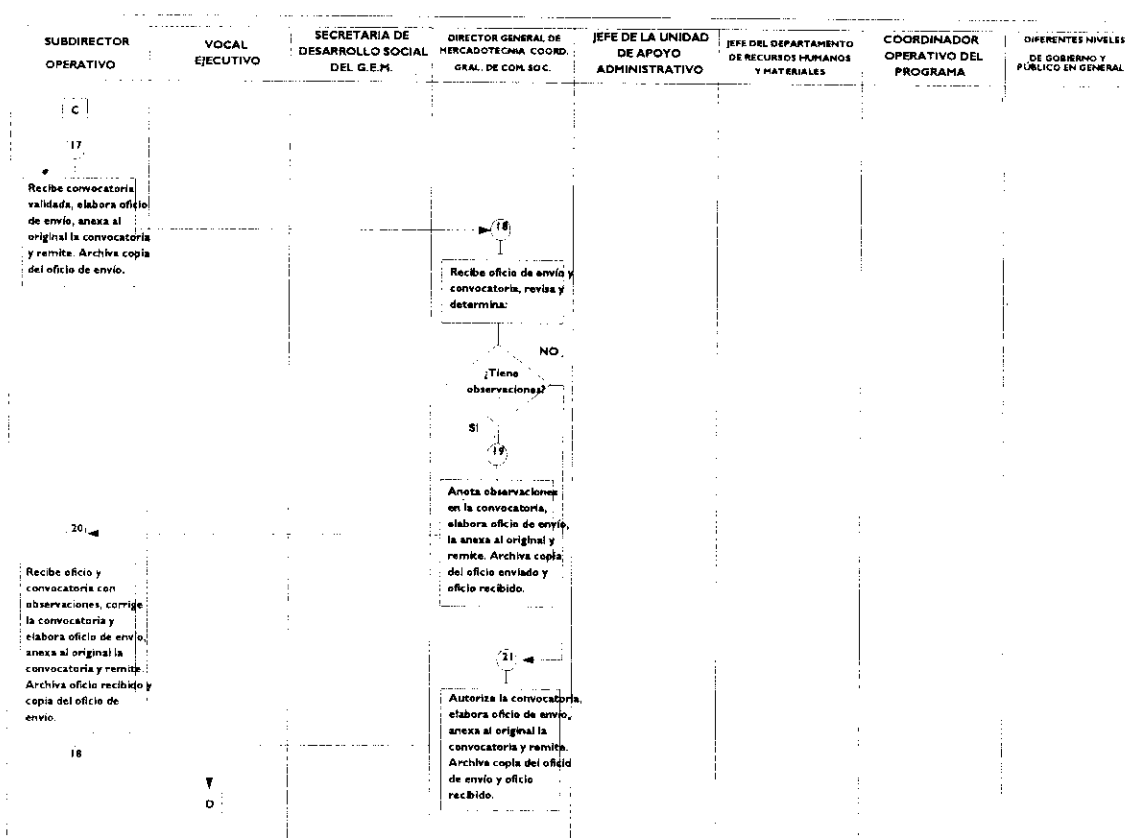 SUBDIRECTOR
OPERATIVO
VOCAL
EJECUTIVO
SECRETARIA DE
DESARROLLO SOCIAL
DEL G.E.M.
DIRECTOR GENERAL DE
MERCADOTECNIA COORD.
GRAL. DE COM. SOC.
JEFE DE LA UNIDAD
DE APOYO
ADMINISTRATIVO
JEFE DEL DEPARTAMENTO
DE RECURSOS HUMANOS
Y MATERIALES
COORDINADOR
OPERATIVO DEL
PROGRAMA
DIFERENTES NIVELES
DE GOBIERNO Y
PÚBLICO EN GENERAL
C
17
Recibe convocatoria
validada, elabora oficio
de envío, anexa al
original la convocatoria
y remite. Archiva copia
del oficio de envío.
18
Recibe oficio de envío y
convocatoria, revisa y
determina:
NO
¿Tiene
observaciones?
SI
19
Anota observaciones
en la convocatoria,
elabora oficio de envío,
la anexa al original y
remite. Archiva copia
del oficio enviado y
oficio recibido.
20
Recibe oficio y
convocatoria con
observaciones, corrige
la convocatoria y
elabora oficio de envío,
anexa al original la
convocatoria y remite.
Archiva oficio recibido y
copia del oficio de
envío.
18
21
Autoriza la convocatoria,
elabora oficio de envío,
anexa al original la
convocatoria y remite.
Archiva copia del oficio
de envío y oficio
recibido.
D